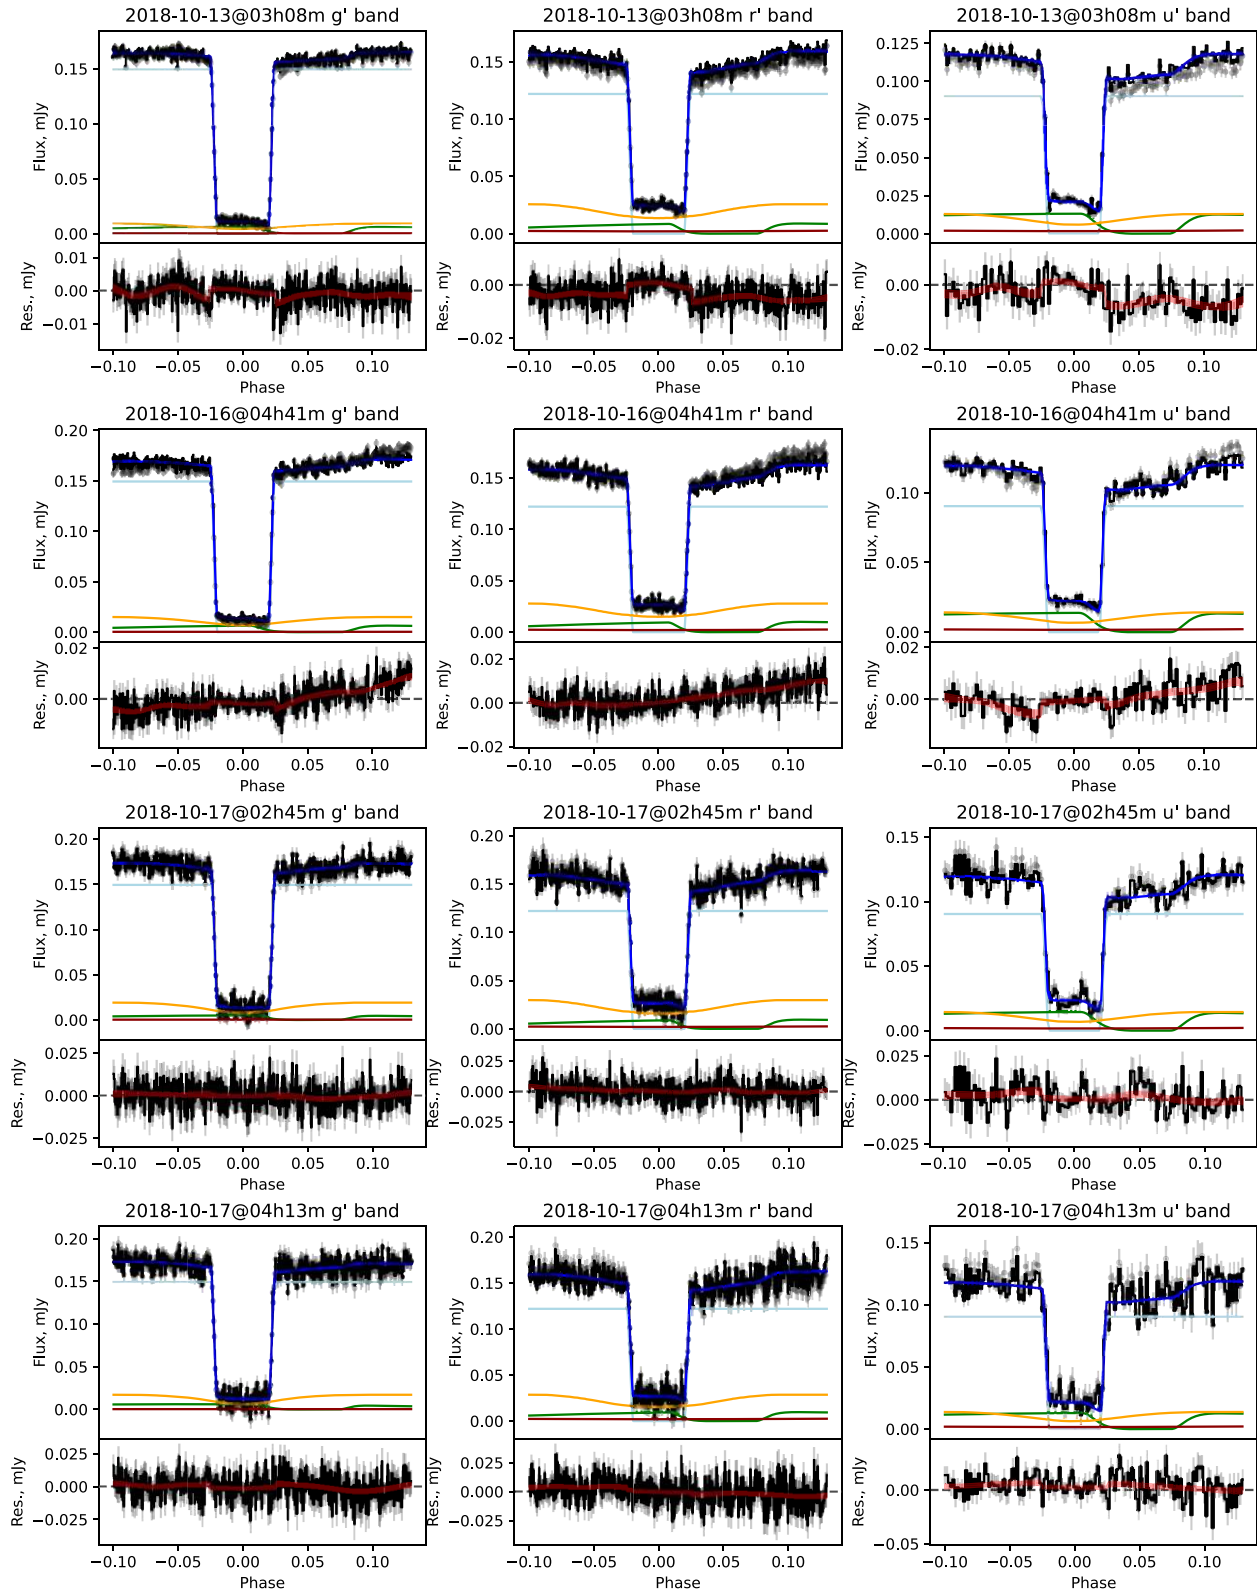 2018-10-13@03h08m g' band
2018-10-13@03h08m r' band
2018-10-13@03h08m u' band
0.15
0.10
0.05
0.00
Flux, mJy
0.15
0.10
0.05
0.00
Flux, mJy
0.125
0.100
0.075
0.050
0.025
0.000
Flux, mJy
0.01
0.00
−0.01
Res., mJy
0.00
−0.02
Res., mJy
0.00
−0.02
Res., mJy
−0.10 −0.05 0.00 0.05 0.10
−0.10 −0.05 0.00 0.05 0.10
−0.10 −0.05 0.00 0.05 0.10
Phase
Phase
Phase
2018-10-16@04h41m g' band
2018-10-16@04h41m r' band
2018-10-16@04h41m u' band
0.20
0.15
0.10
0.05
0.00
Flux, mJy
0.15
0.10
0.05
0.00
Flux, mJy
0.10
0.05
0.00
Flux, mJy
0.02
0.00
Res., mJy
0.02
0.00
−0.02
Res., mJy
0.00
Res., mJy
−0.10 −0.05 0.00 0.05 0.10
−0.10 −0.05 0.00 0.05 0.10
−0.10 −0.05 0.00 0.05 0.10
Phase
Phase
Phase
2018-10-17@02h45m g' band
2018-10-17@02h45m r' band
2018-10-17@02h45m u' band
0.20
0.15
0.10
0.05
0.00
Flux, mJy
0.20
0.15
0.10
0.05
0.00
Flux, mJy
0.15
0.10
0.05
0.00
Flux, mJy
0.025
0.000
−0.025
Res., mJy
0.025
0.000
−0.025
Res., mJy
0.025
0.000
−0.025
Res., mJy
−0.10 −0.05 0.00 0.05 0.10
−0.10 −0.05 0.00 0.05 0.10
−0.10 −0.05 0.00 0.05 0.10
Phase
Phase
Phase
2018-10-17@04h13m g' band
2018-10-17@04h13m r' band
2018-10-17@04h13m u' band
0.20
0.15
0.10
0.05
0.00
Flux, mJy
0.20
0.15
0.10
0.05
0.00
Flux, mJy
0.15
0.10
0.05
0.00
Flux, mJy
0.025
0.000
−0.025
Res., mJy
0.025
0.000
−0.025
Res., mJy
0.00
−0.05
Res., mJy
−0.10 −0.05 0.00 0.05 0.10
−0.10 −0.05 0.00 0.05 0.10
−0.10 −0.05 0.00 0.05 0.10
Phase
Phase
Phase